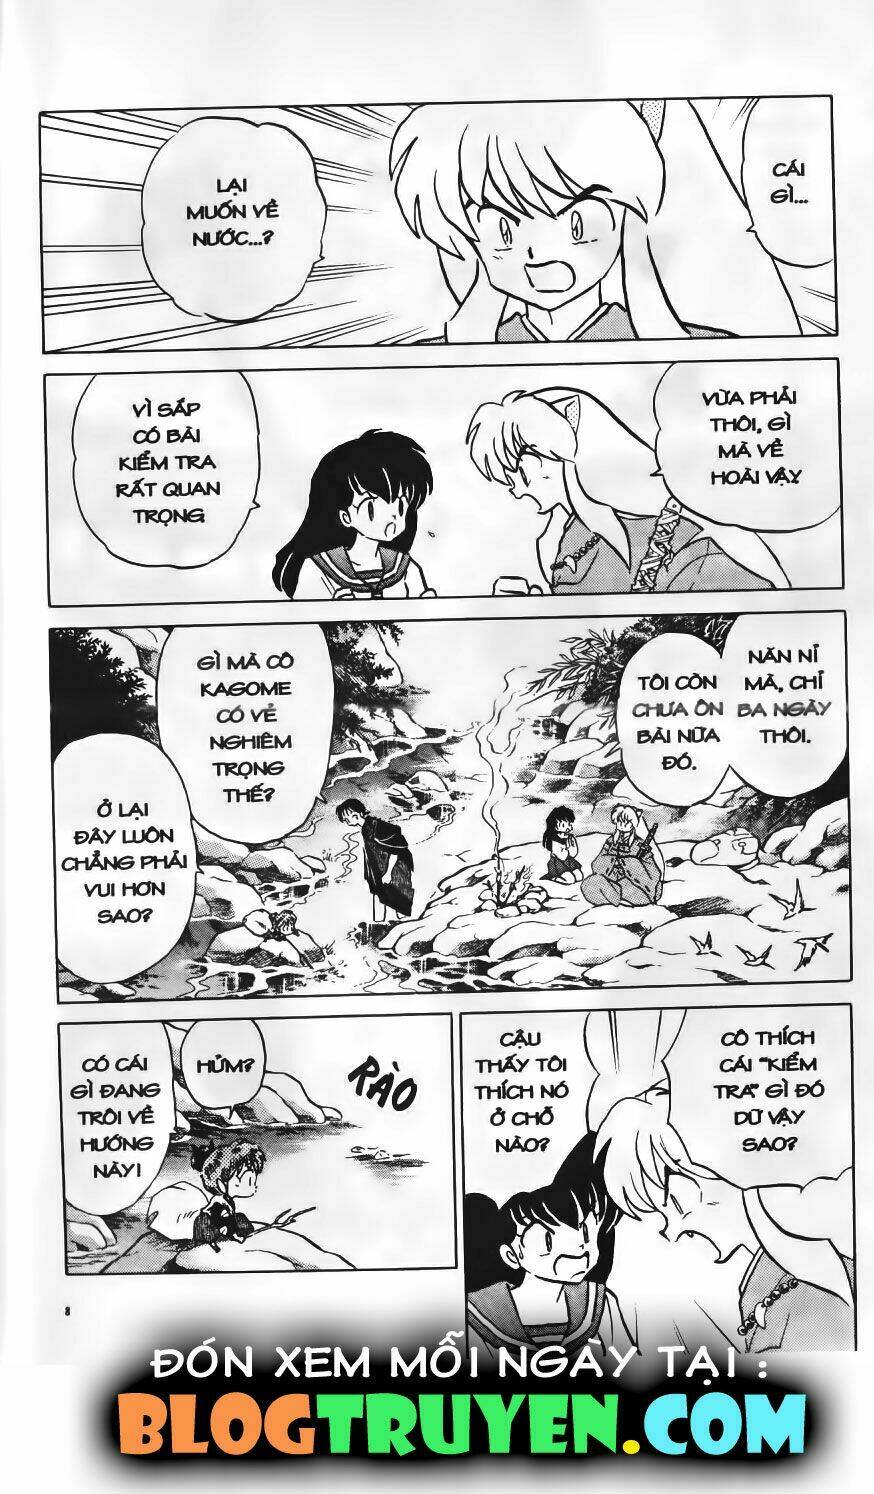 CÁI
GÌ...
LẠI
MUỐN VỀ
NƯỚC...?
VỪA PHẢI
THÔI, GÌ
MÀ VỀ
HOÀI VẬY.
VÌ SẮP
CÓ BÀI
KIỂM TRA
RẤT QUAN
TRỌNG
NĂN NỈ
MÀ, CHỈ
BA NGÀY
THÔI.
TÔI CÒN
CHƯA ÔN
BÀI NỮA
ĐÓ.
GÌ MÀ CÔ
KAGOME
CÓ VẺ
NGHIÊM
TRỌNG
THẾ?
Ở LẠI
ĐÂY LUÔN
CHẲNG PHẢI
VUI HƠN
SAO?
CÔ THÍCH
CÁI "KIỂM
TRA" GÌ ĐÓ
DỮ VẬY
SAO?
CẬU
THẤY TÔI
THÍCH NÓ
Ở CHỖ
NÀO?
RÀO
HỬM?
CÓ CÁI
GÌ ĐANG
TRÔI VỀ
HƯỚNG
NÀY!
8
ĐÓN XEM MỖI NGÀY TẠI :
BLOGTRUYEN.COM